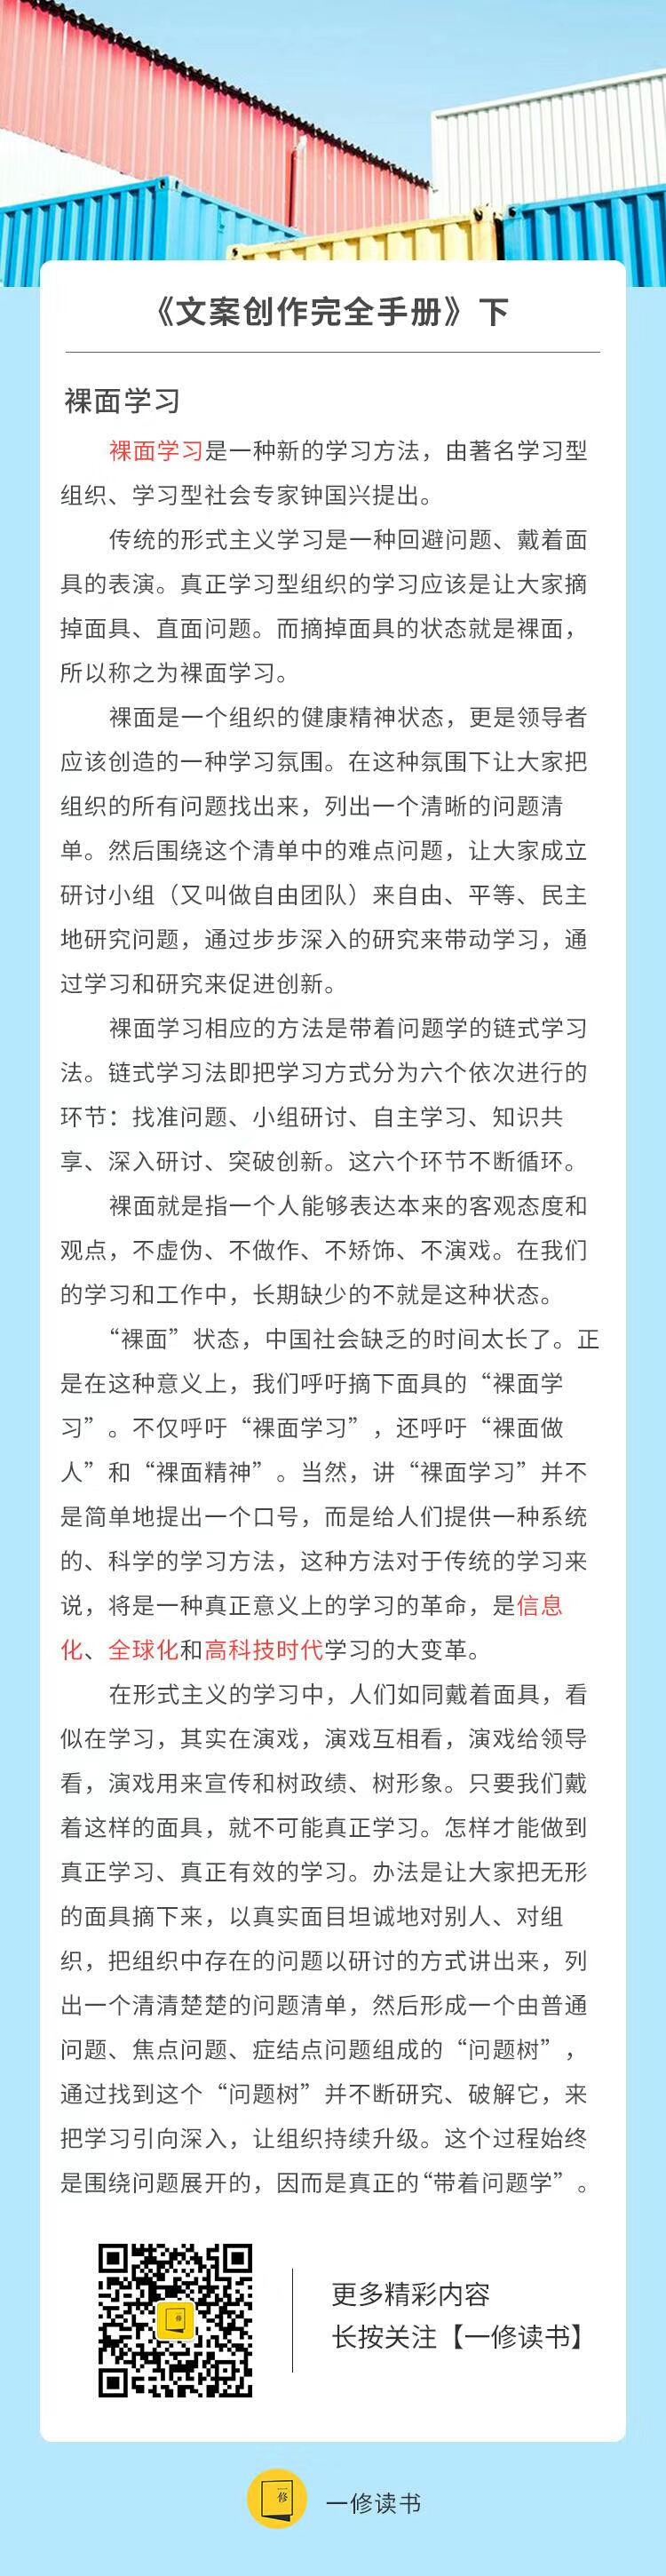 《文案创作完全手册》下
裸面学习
裸面学习是一种新的学习方法，由著名学习型
组织、学习型社会专家钟国兴提出。
传统的形式主义学习是一种回避问题、戴着面
具的表演。真正学习型组织的学习应该是让大家摘
掉面具、直面问题。而摘掉面具的状态就是裸面，
所以称之为裸面学习。
裸面是一个组织的健康精神状态，更是领导者
应该创造的一种学习氛围。在这种氛围下让大家把
组织的所有问题找出来，列出一个清晰的问题清
单。然后围绕这个清单中的难点问题，让大家成立
研讨小组（又叫做自由团队）来自由、平等、民主
地研究问题，通过步步深入的研究来带动学习，通
过学习和研究来促进创新。
裸面学习相应的方法是带着问题学的链式学习
法。链式学习法即把学习方式分为六个依次进行的
环节：找准问题、小组研讨、自主学习、知识共
享、深入研讨、突破创新。这六个环节不断循环。
裸面就是指一个人能够表达本来的客观态度和
观点，不虚伪、不做作、不矫饰、不演戏。在我们
的学习和工作中，长期缺少的不就是这种状态。
“裸面”状态，中国社会缺乏的时间太长了。正
是在这种意义上，我们呼吁摘下面具的“裸面学
习”。不仅呼吁“裸面学习”，还呼吁“裸面做
人”和“裸面精神”。当然，讲“裸面学习”并不
是简单地提出一个口号，而是给人们提供一种系统
的、科学的学习方法，这种方法对于传统的学习来
说，将是一种真正意义上的学习的革命，是信息
化、全球化和高科技时代学习的大变革。
在形式主义的学习中，人们如同戴着面具，看
似在学习，其实在演戏，演戏互相看，演戏给领导
看，演戏用来宣传和树政绩、树形象。只要我们戴
着这样的面具，就不可能真正学习。怎样才能做到
真正学习、真正有效的学习。办法是让大家把无形
的面具摘下来，以真实面目坦诚地对别人、对组
织，把组织中存在的问题以研讨的方式讲出来，列
出一个清清楚楚的问题清单，然后形成一个由普通
问题、焦点问题、症结点问题组成的“问题树”，
通过找到这个“问题树”并不断研究、破解它，来
把学习引向深入，让组织持续升级。这个过程始终
是围绕问题展开的，因而是真正的“带着问题学”。
更多精彩内容
长按关注【一修读书】
一修
一修读书